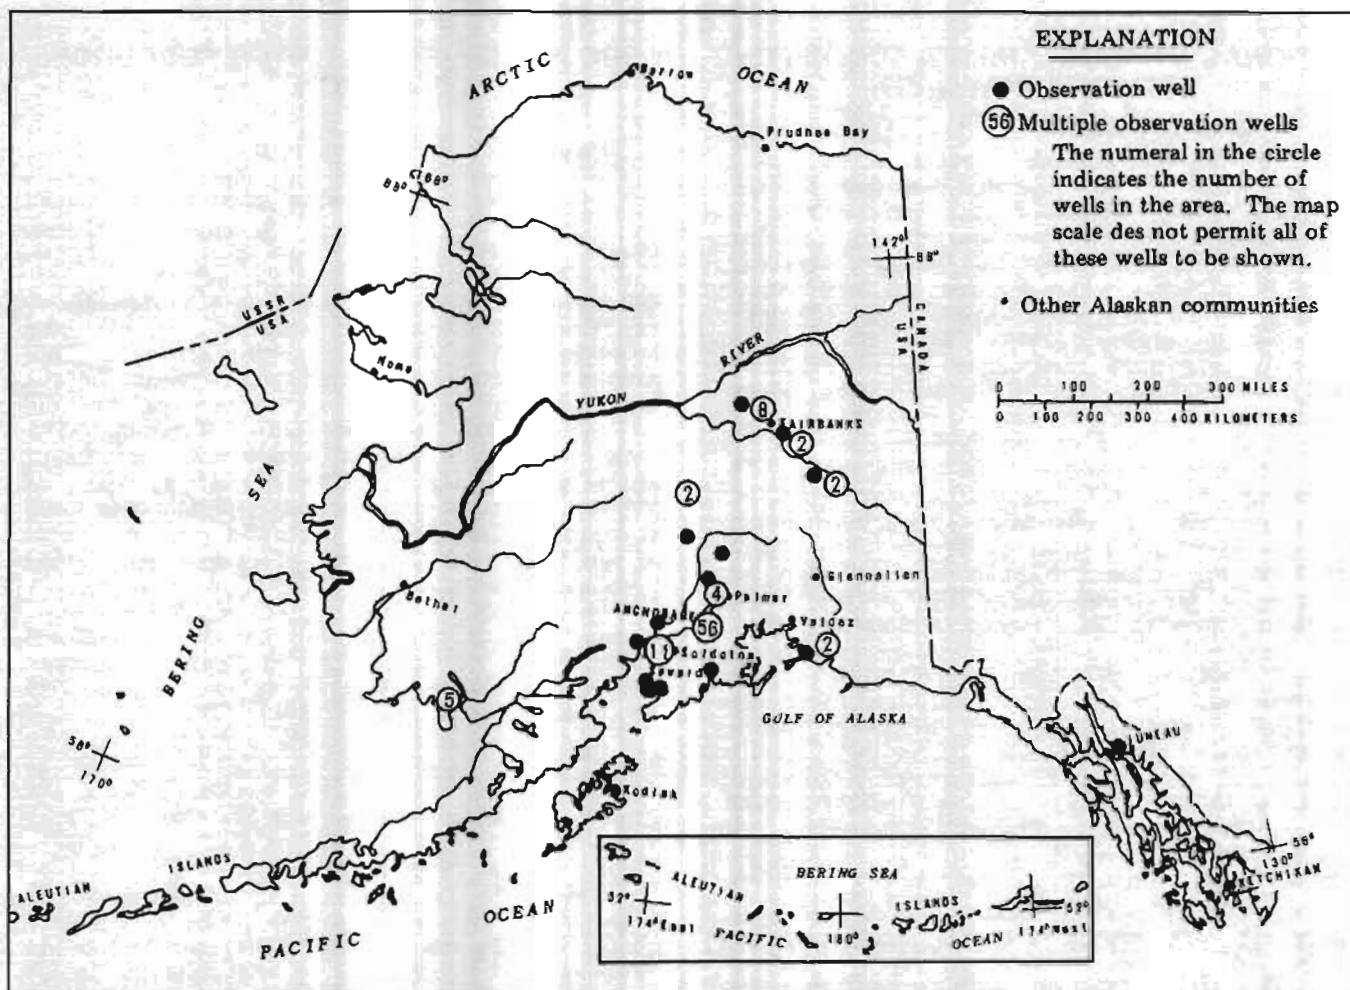 EXPLANATION
Observation well
56 Multiple observation wells
The numeral in the circle
indicates the number of
wells in the area. The map
scale des not permit all of
these wells to be shown.
Other Alaskan communities
0 100 200 300 MILES
0 100 200 300 400 KILOMETERS
ARCTIC OCEAN
Barrow
Prudhoe Bay
168°
68°
142°
68°
USSR
USA
CANADA
USA
Nome
YUKON RIVER
8
FAIRBANKS
2
2
2
BERING SEA
Bethel
Glennallen
4
Palmer
ANCHORAGE
56
Valdez
11
Soldotna
2
Seward
5
GULF OF ALASKA
JUNEAU
58°
170°
Kodiak
56°
130°
KETCHIKAN
ALEUTIAN ISLANDS
PACIFIC OCEAN
BERING SEA
ALEUTIAN ISLANDS
52°
174° East
180°
52°
174° West
PACIFIC OCEAN